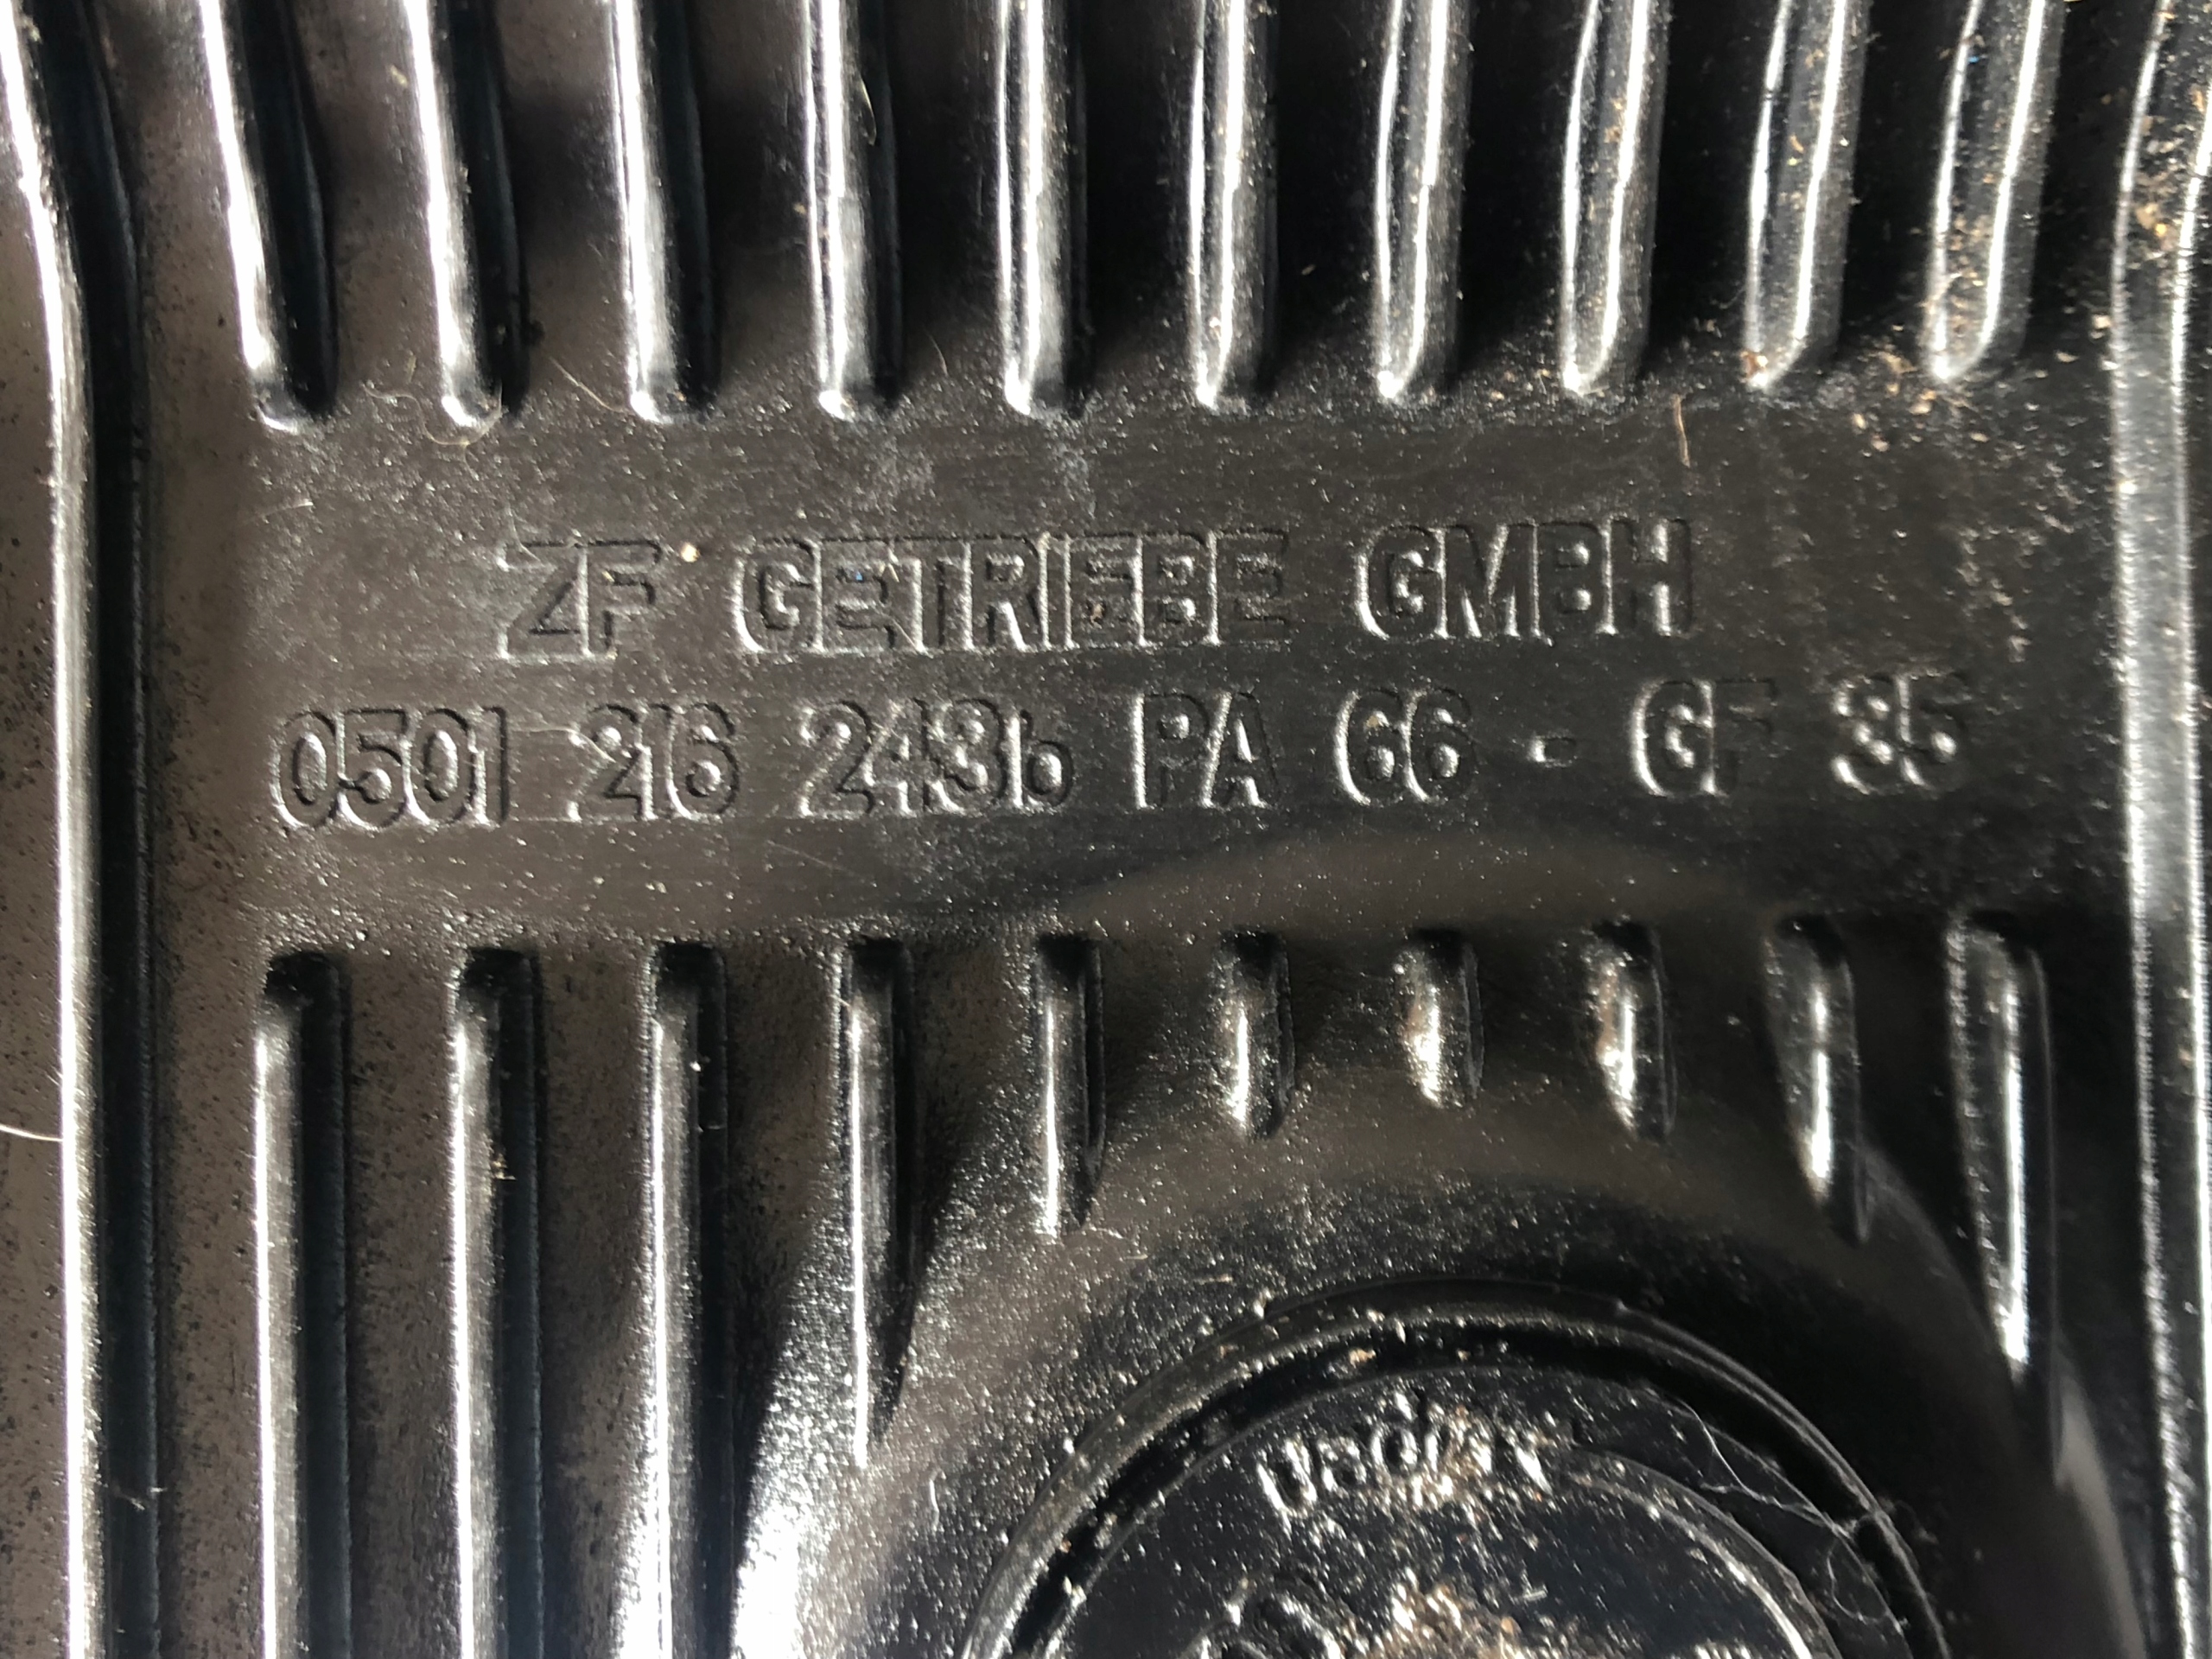 ZF GETRIEBE GMBH
0501 216 243b PA 66 - GF 35